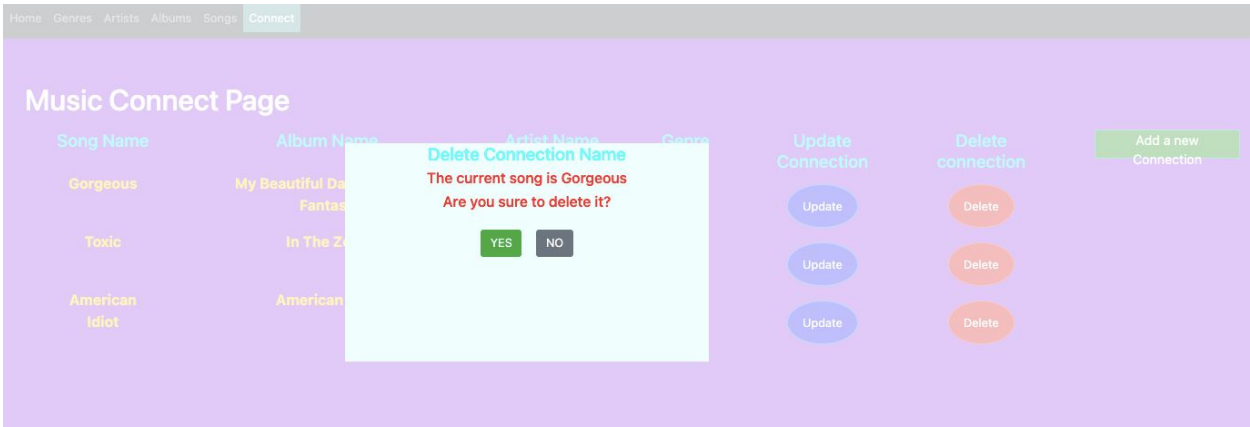 Home Genres Artists Albums Songs Connect
Music Connect Page
Song Name Album Name Artist Name Genre Update Connection Delete connection Add a new Connection
Delete Connection Name
The current song is Gorgeous
Are you sure to delete it?
YES NO
Gorgeous My Beautiful Da Update Delete
Fantas
Toxic In The Z Update Delete
American Idiot American Update Delete